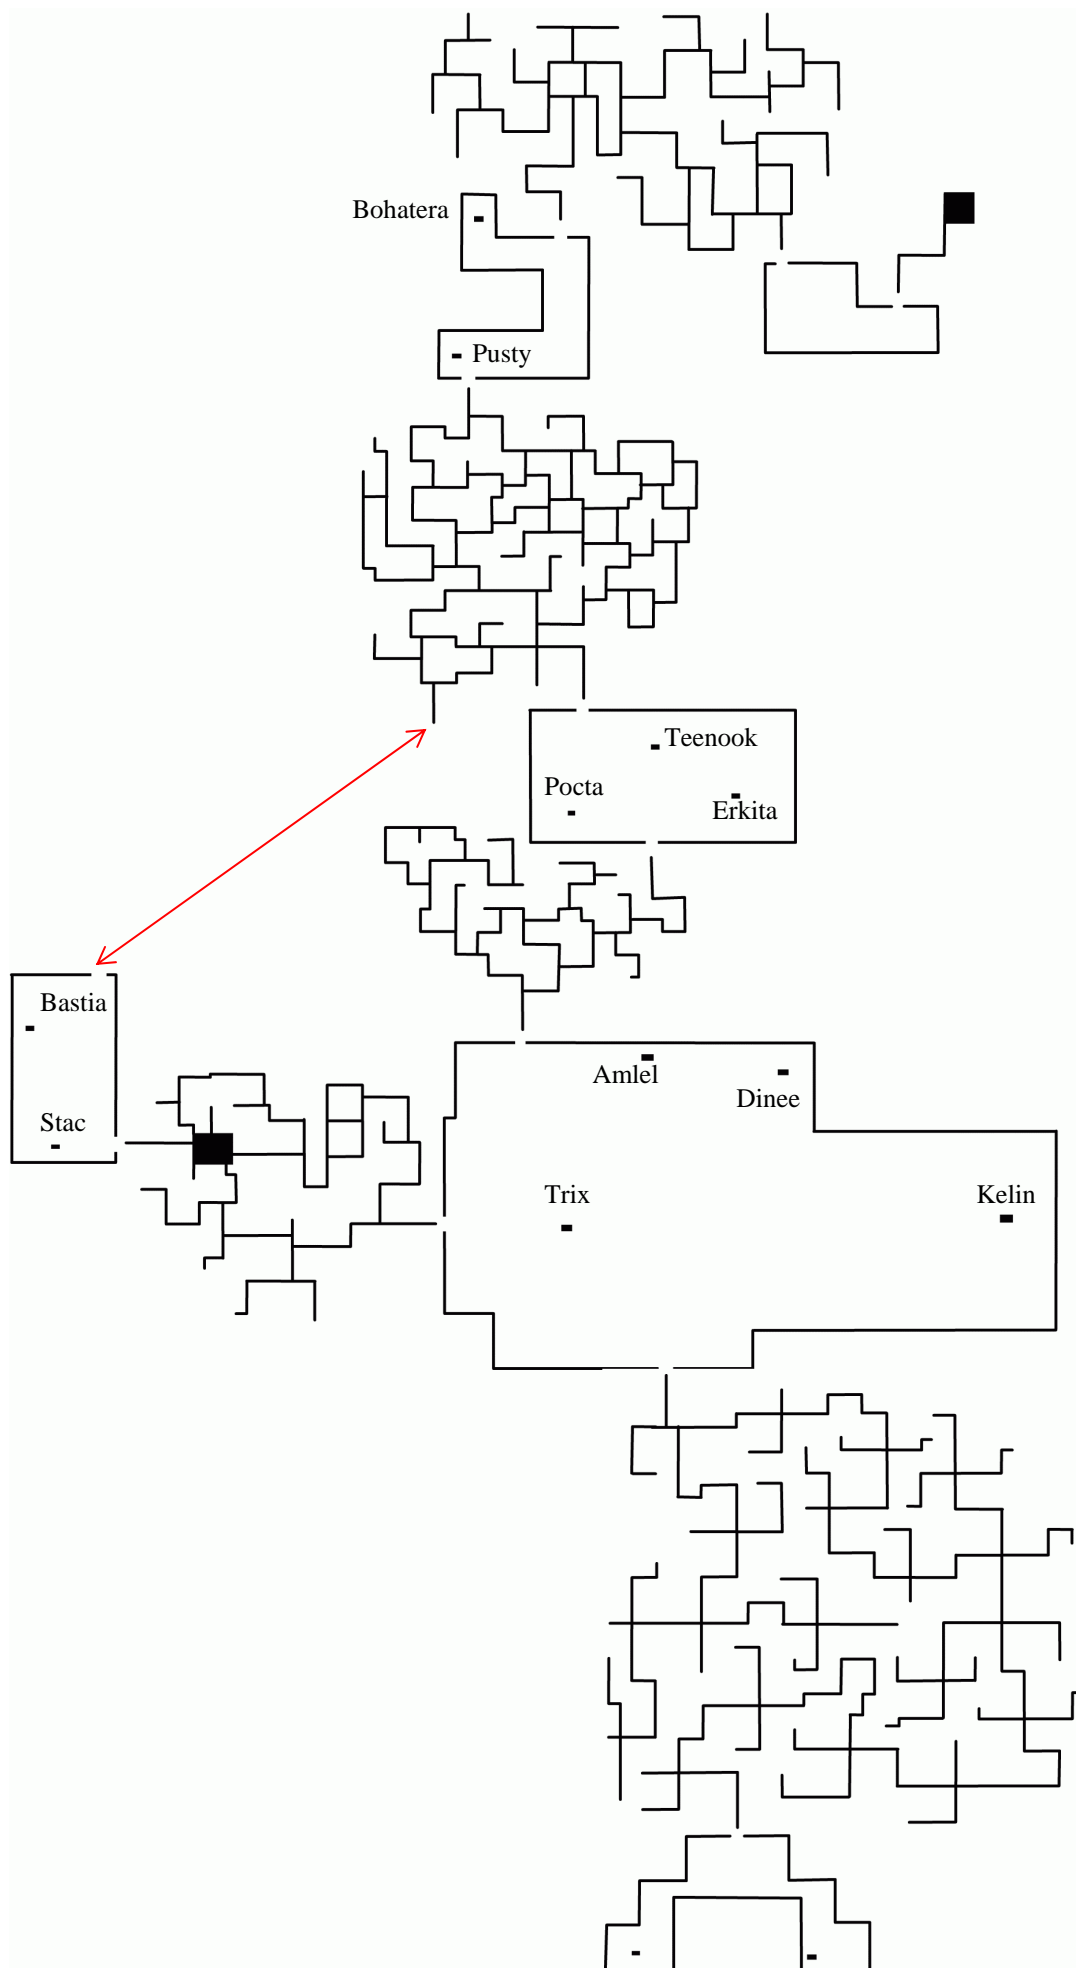 Bohatera
Pusty
Teenook
Pocta
Erkita
Bastia
Amlel
Dinee
Stac
Trix
Kelin